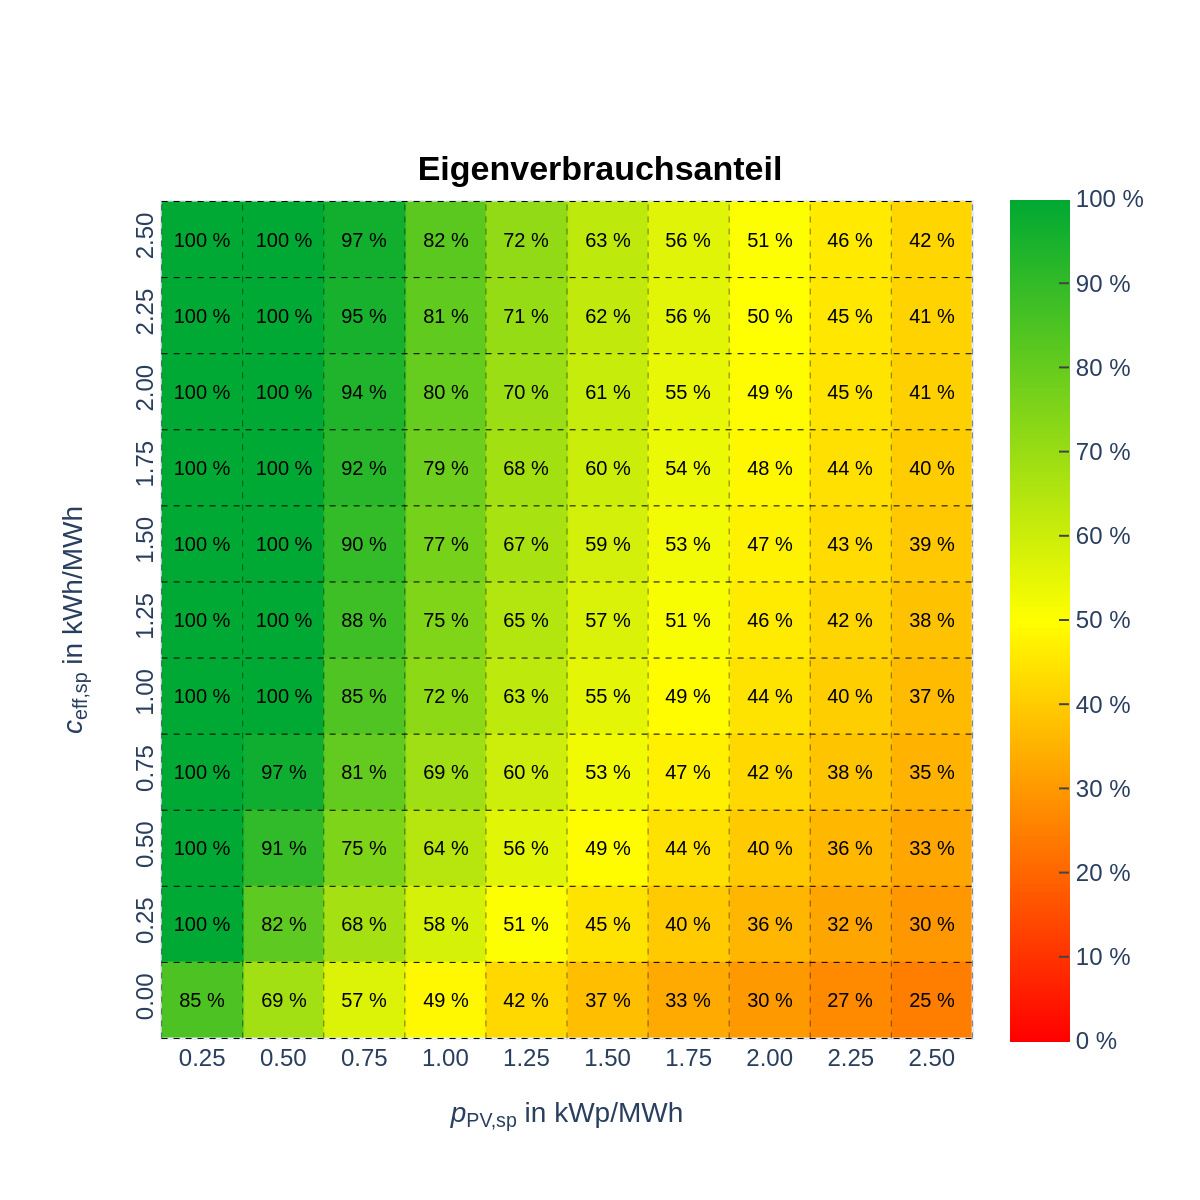 Eigenverbrauchsanteil
2.50 100 % 100 % 97 % 82 % 72 % 63 % 56 % 51 % 46 % 42 %
2.25 100 % 100 % 95 % 81 % 71 % 62 % 56 % 50 % 45 % 41 %
2.00 100 % 100 % 94 % 80 % 70 % 61 % 55 % 49 % 45 % 41 %
1.75 100 % 100 % 92 % 79 % 68 % 60 % 54 % 48 % 44 % 40 %
1.50 100 % 100 % 90 % 77 % 67 % 59 % 53 % 47 % 43 % 39 %
1.25 100 % 100 % 88 % 75 % 65 % 57 % 51 % 46 % 42 % 38 %
1.00 100 % 100 % 85 % 72 % 63 % 55 % 49 % 44 % 40 % 37 %
0.75 100 % 97 % 81 % 69 % 60 % 53 % 47 % 42 % 38 % 35 %
0.50 100 % 91 % 75 % 64 % 56 % 49 % 44 % 40 % 36 % 33 %
0.25 100 % 82 % 68 % 58 % 51 % 45 % 40 % 36 % 32 % 30 %
0.00 85 % 69 % 57 % 49 % 42 % 37 % 33 % 30 % 27 % 25 %
0.25 0.50 0.75 1.00 1.25 1.50 1.75 2.00 2.25 2.50
pPV,sp in kWp/MWh
ceff,sp in kWh/MWh
100 %
90 %
80 %
70 %
60 %
50 %
40 %
30 %
20 %
10 %
0 %